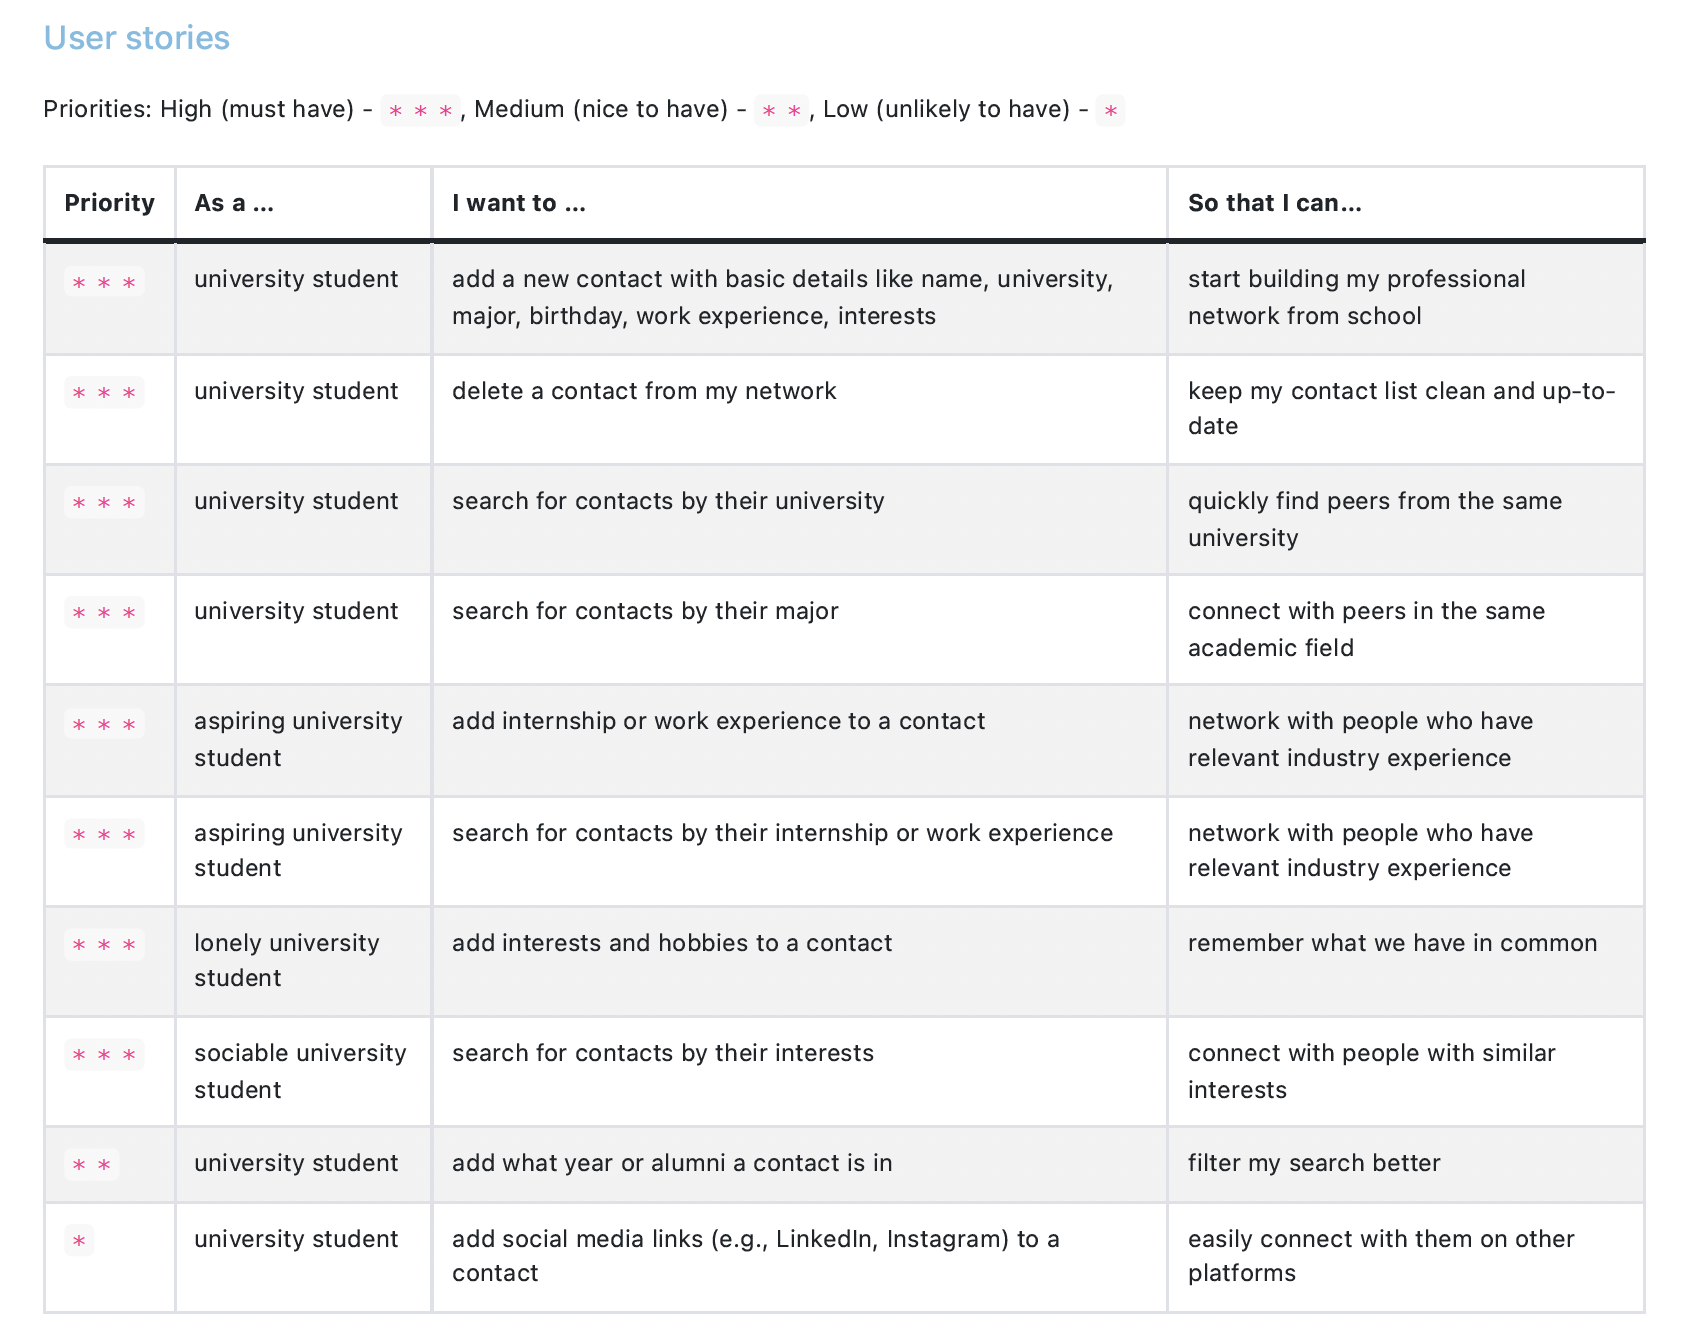 User stories
Priorities: High (must have) - * * *, Medium (nice to have) - * *, Low (unlikely to have) - *
Priority As a ... I want to ... So that I can...
* * * university student add a new contact with basic details like name, university, start building my professional
major, birthday, work experience, interests network from school
* * * university student delete a contact from my network keep my contact list clean and up-to-
date
* * * university student search for contacts by their university quickly find peers from the same
university
* * * university student search for contacts by their major connect with peers in the same
academic field
* * * aspiring university add internship or work experience to a contact network with people who have
student relevant industry experience
* * * aspiring university search for contacts by their internship or work experience network with people who have
student relevant industry experience
* * * lonely university add interests and hobbies to a contact remember what we have in common
student
* * * sociable university search for contacts by their interests connect with people with similar
student interests
* * university student add what year or alumni a contact is in filter my search better
* university student add social media links (e.g., LinkedIn, Instagram) to a easily connect with them on other
contact platforms